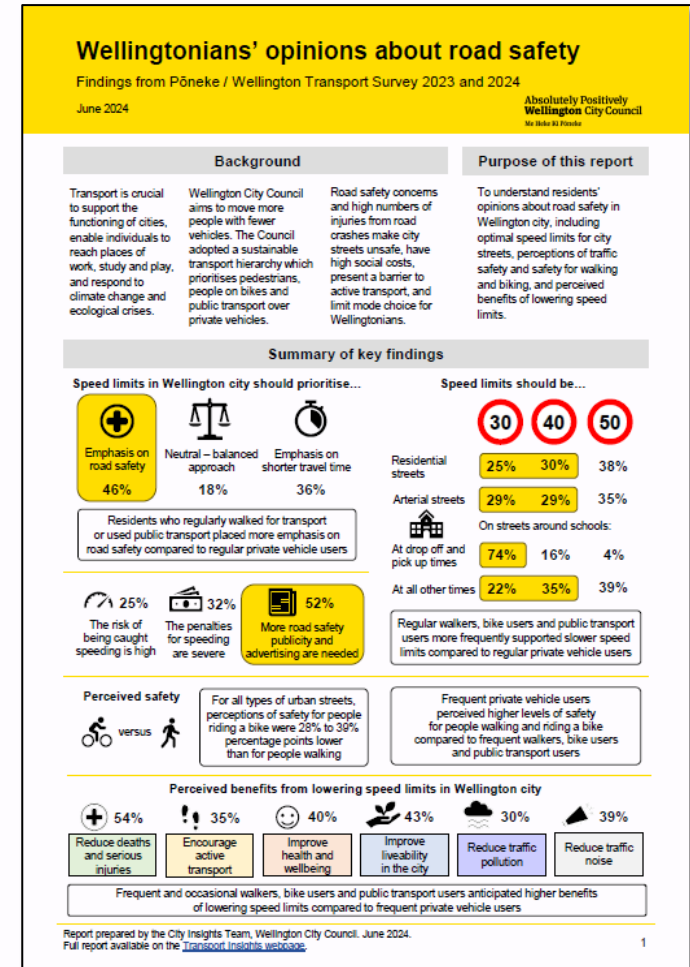 Wellingtonians' opinions about road safety
Findings from Pōneke / Wellington Transport Survey 2023 and 2024
June 2024
Absolutely Positively
Wellington City Council
Me Heke Ki Pōneke
Background
Transport is crucial
to support the
functioning of cities,
enable individuals to
reach places of
work, study and play,
and respond to
climate change and
ecological crises.
Wellington City Council
aims to move more
people with fewer
vehicles. The Council
adopted a sustainable
transport hierarchy which
prioritises pedestrians,
people on bikes and
public transport over
private vehicles.
Road safety concerns
and high numbers of
injuries from road
crashes make city
streets unsafe, have
high social costs,
present a barrier to
active transport, and
limit mode choice for
Wellingtonians.
Purpose of this report
To understand residents'
opinions about road safety in
Wellington city, including
optimal speed limits for city
streets, perceptions of traffic
safety and safety for walking
and biking, and perceived
benefits of lowering speed
limits.
Summary of key findings
Speed limits in Wellington city should prioritise...
Emphasis on
road safety
46%
Neutral – balanced
approach
18%
Emphasis on
shorter travel time
36%
Residents who regularly walked for transport
or used public transport placed more emphasis on
road safety compared to regular private vehicle users
25%
The risk of
being caught
speeding is high
32%
The penalties
for speeding
are severe
52%
More road safety
publicity and
advertising are needed
Speed limits should be...
30 40 50
Residential
streets
25% 30% 38%
Arterial streets 29% 29% 35%
On streets around schools:
At drop off and
pick up times
74% 16% 4%
At all other times 22% 35% 39%
Regular walkers, bike users and public transport
users more frequently supported slower speed
limits compared to regular private vehicle users
Perceived safety
versus
For all types of urban streets,
perceptions of safety for people
riding a bike were 28% to 39%
percentage points lower
than for people walking
Frequent private vehicle users
perceived higher levels of safety
for people walking and riding a bike
compared to frequent walkers, bike users
and public transport users
Perceived benefits from lowering speed limits in Wellington city
54%
Reduce deaths
and serious
injuries
35%
Encourage
active
transport
40%
Improve
health and
wellbeing
43%
Improve
liveability
in the city
30%
Reduce traffic
pollution
39%
Reduce traffic
noise
Frequent and occasional walkers, bike users and public transport users anticipated higher benefits
of lowering speed limits compared to frequent private vehicle users
Report prepared by the City Insights Team, Wellington City Council. June 2024.
Full report available on the Transport Insights webpage.
1